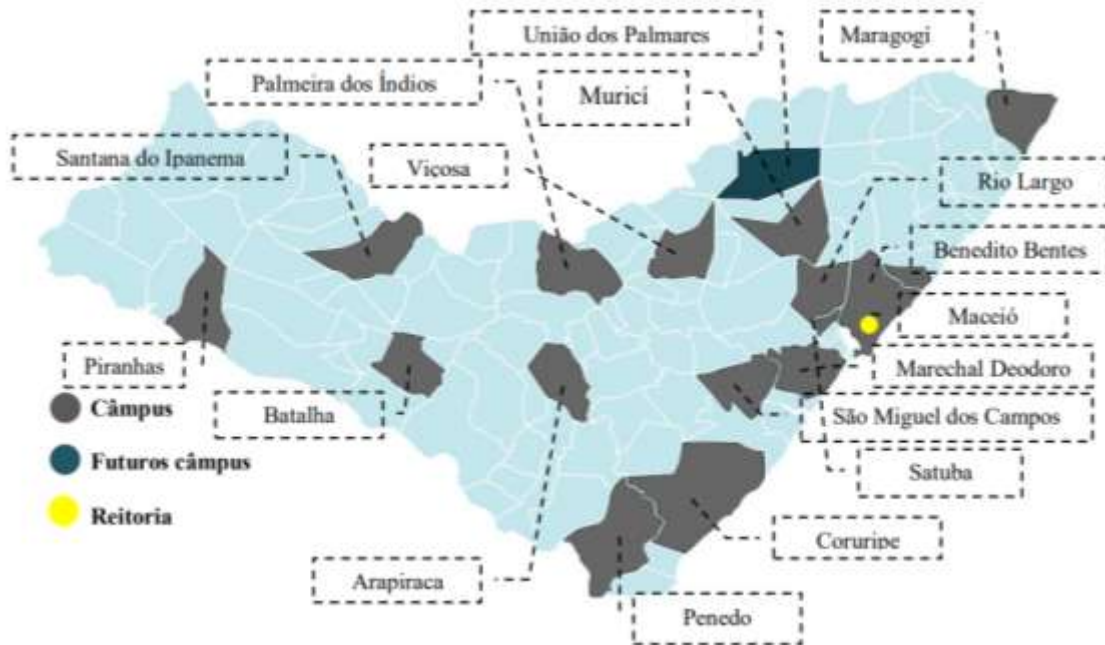 União dos Palmares
Maragogi
Palmeira dos Índios
Murici
Santana do Ipanema
Viçosa
Rio Largo
Benedito Bentes
Maceió
Piranhas
Marechal Deodoro
Câmpus
Batalha
São Miguel dos Campos
Futuros câmpus
Satuba
Reitoria
Coruripe
Arapiraca
Penedo